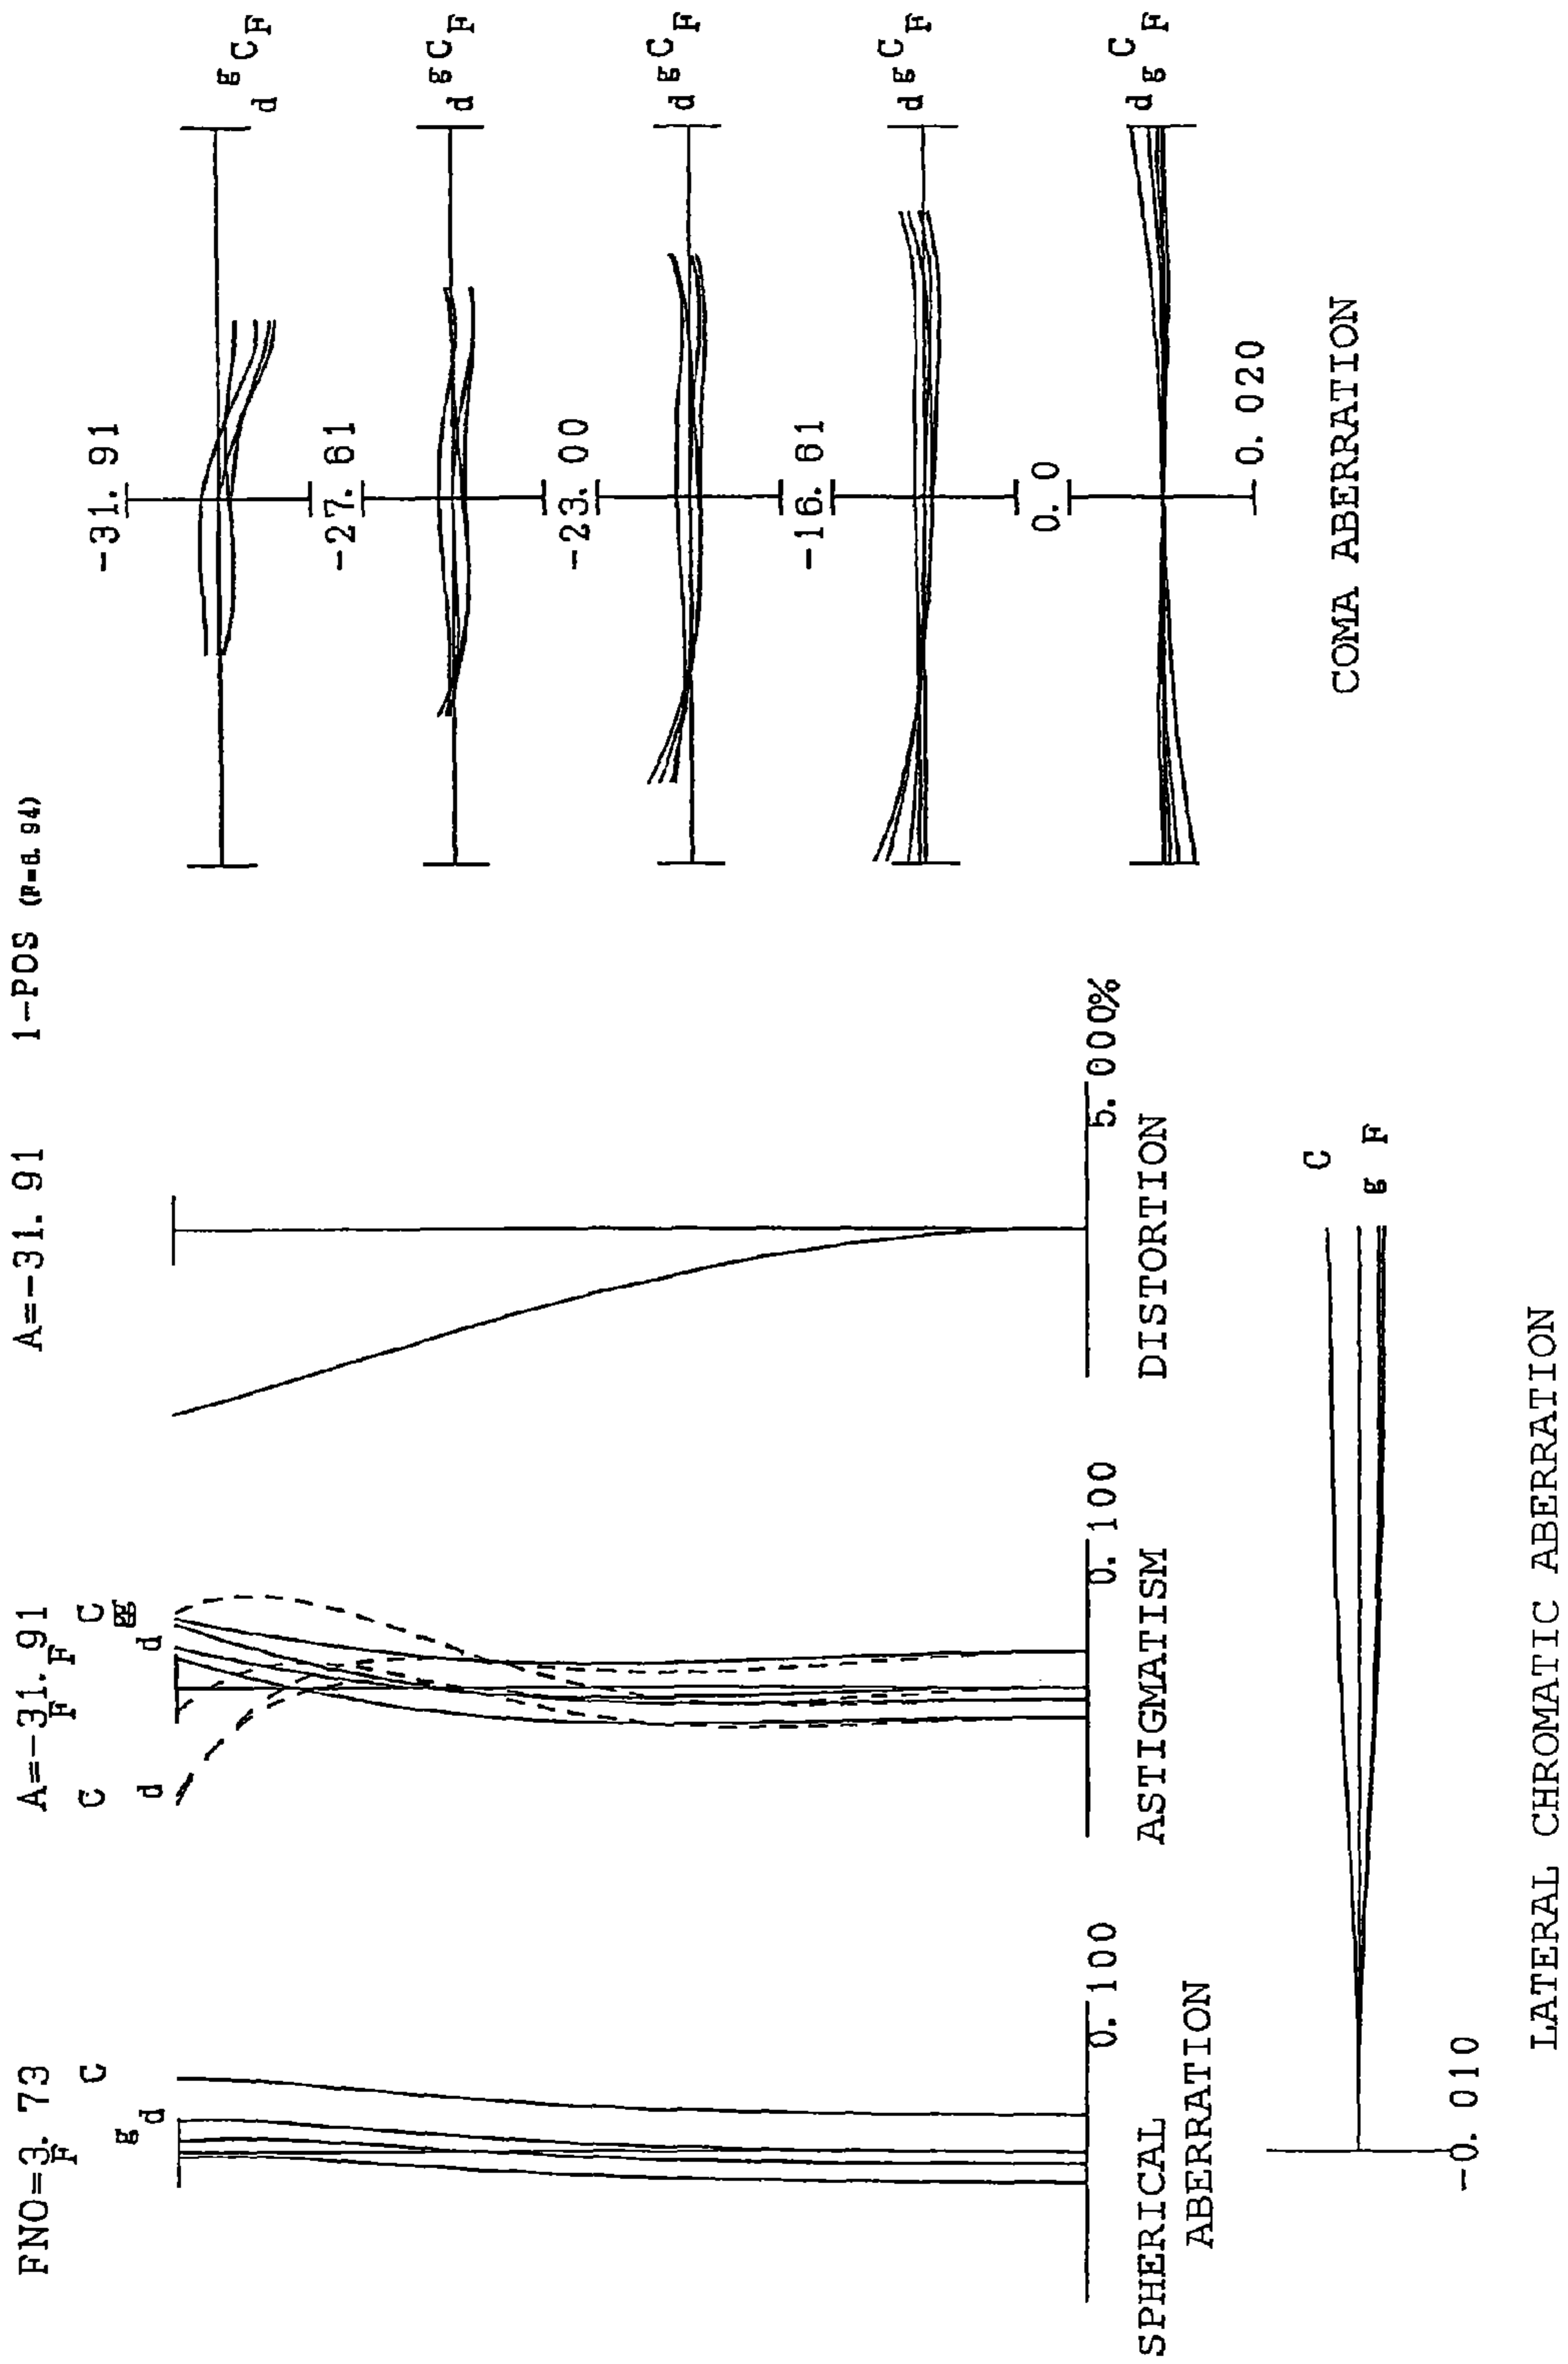 FNO=3. 73
F
C
g
d
0. 100
SPHERICAL
ABERRATION
A=-31. 91
F
F
C
C
g
d
d
0. 100
ASTIGMATISM
A=-31. 91
5. 000%
DISTORTION
1-POS
-31. 91
d
g
C
F
-27. 61
d
g
C
F
-23. 00
d
g
C
F
-16. 61
d
g
C
F
0. 0
d
g
C
F
0. 020
COMA ABERRATION
C
g
F
-0. 010
LATERAL CHROMATIC ABERRATION